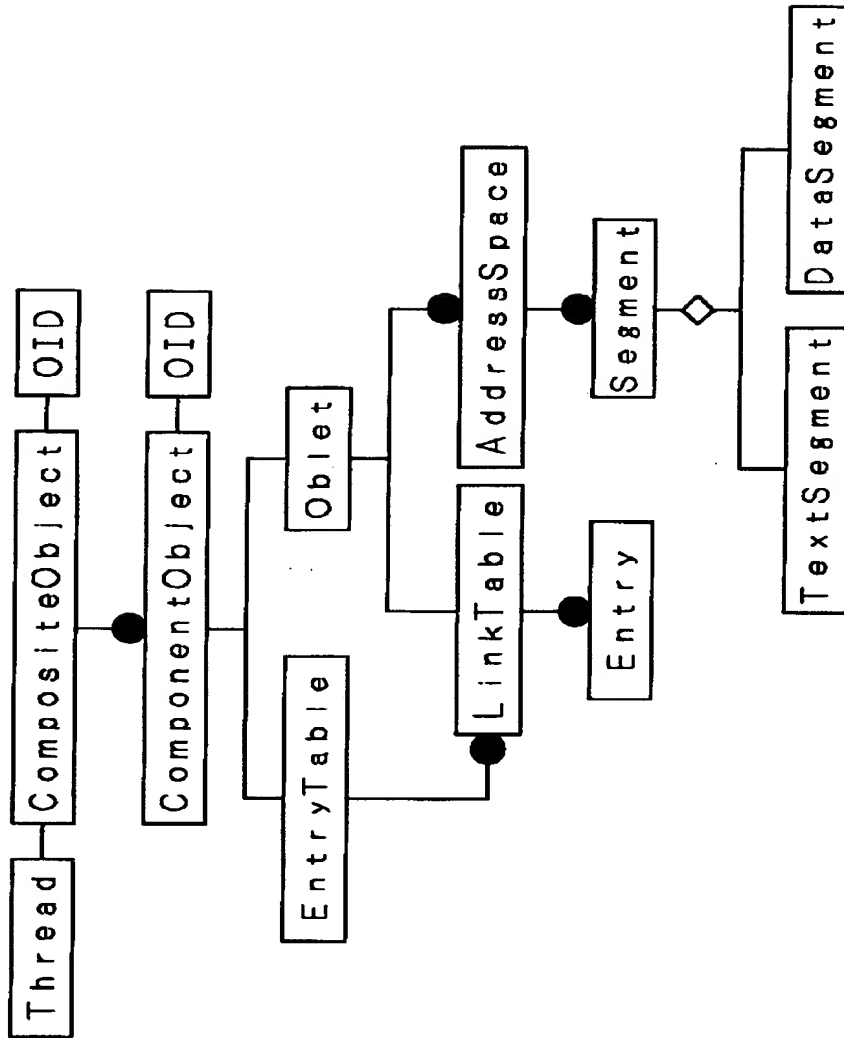 Thread
CompositeObject
OID
ComponentObject
OID
EntryTable
Oblet
LinkTable
AddressSpace
Entry
Segment
TextSegment
DataSegment